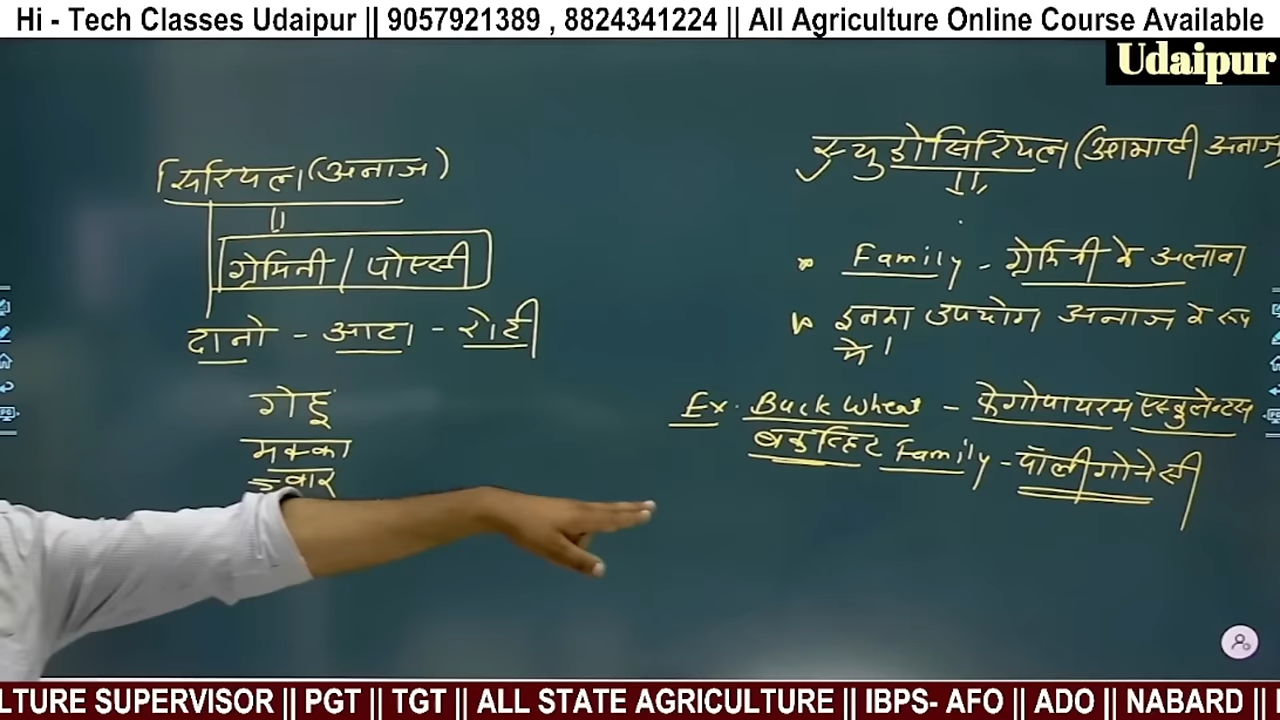 Hi - Tech Classes Udaipur || 9057921389 , 8824341224 || All Agriculture Online Course Available
Udaipur
सिरियल (अनाज)
ग्रेमिनी / पोएसी
दानो - आटा - रोटी
गेहू
मक्का
ज्वार
स्युडोसिरियल (आभासी अनाज
Family - ग्रेमिनी के अलावा
इनका उपयोग अनाज के रूप
मे ।
Ex. Buck Wheat - फेगोपायरम एस्कुलेन्टस
बकव्हिट Family - पॉलीगोनेसी
LTURE SUPERVISOR || PGT || TGT || ALL STATE AGRICULTURE || IBPS- AFO || ADO || NABARD ||